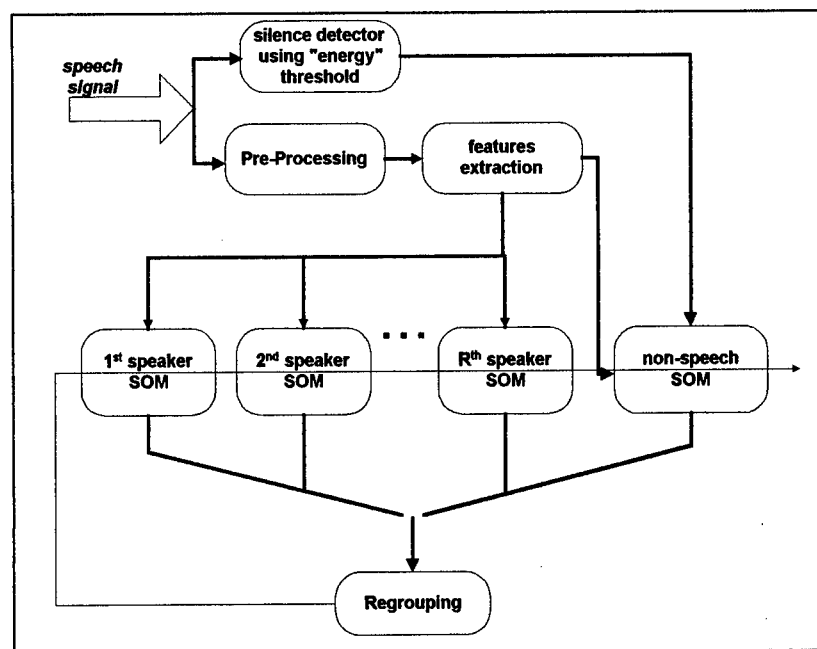 speech
signal
silence detector
using "energy"
threshold
Pre-Processing
features
extraction
1st speaker
SOM
2nd speaker
SOM
...
Rth speaker
SOM
non-speech
SOM
Regrouping